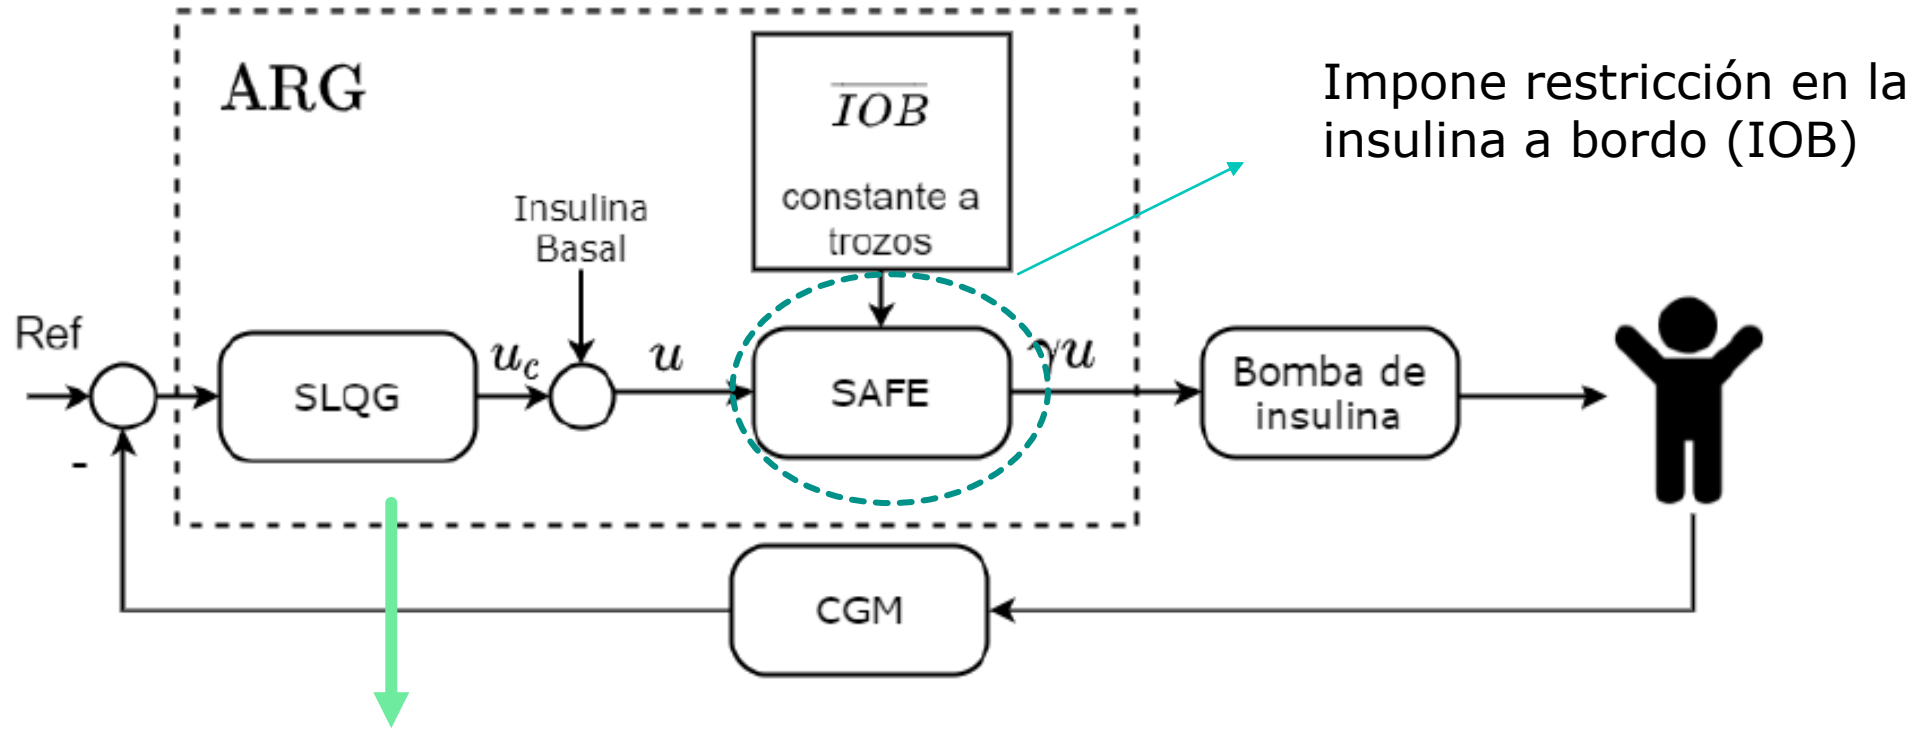 ARG
IOB
constante a
trozos
Impone restricción en la
insulina a bordo (IOB)
Insulina
Basal
Ref
-
SLQG
u_c
u
SAFE
γu
Bomba de
insulina
CGM